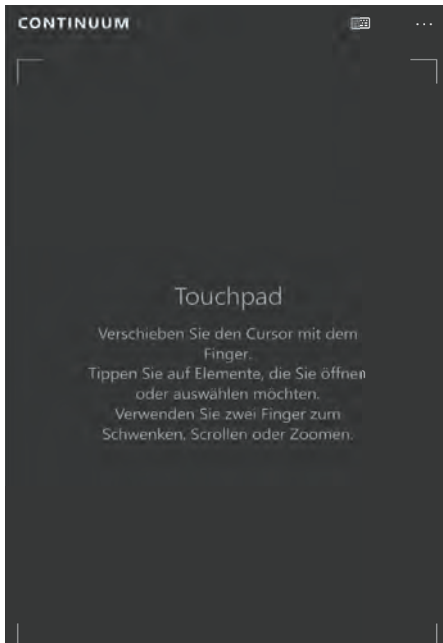 CONTINUUM
...
Touchpad
Verschieben Sie den Cursor mit dem
Finger.
Tippen Sie auf Elemente, die Sie öffnen
oder auswählen möchten.
Verwenden Sie zwei Finger zum
Schwenken, Scrollen oder Zoomen.